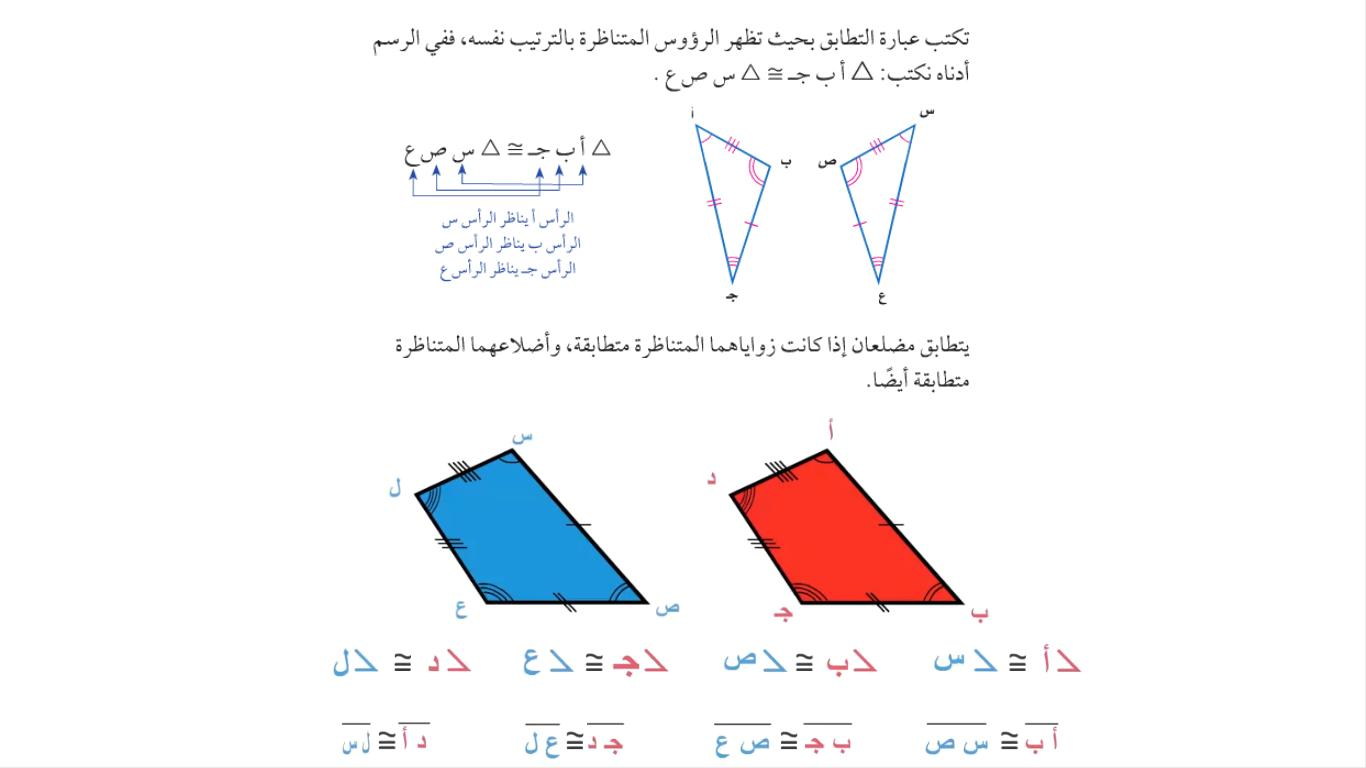 تكتب عبارة التطابق بحيث تظهر الرؤوس المتناظرة بالترتيب نفسه، ففي الرسم
أدناه نكتب: △ أ ب جـ ≅ △ س ص ع .
أ
ب
جـ
س
ص
ع
△ أ ب جـ ≅ △ س ص ع
الرأس أ يناظر الرأس س
الرأس ب يناظر الرأس ص
الرأس جـ يناظر الرأس ع
يتطابق مضلعان إذا كانت زواياهما المتناظرة متطابقة، وأضلاعهما المتناظرة
متطابقة أيضًا.
أ
د
جـ
ب
س
ل
ع
ص
∠أ ≅ ∠س ∠ب ≅ ∠ص ∠جـ ≅ ∠ع ∠د ≅ ∠ل
أ ب ≅ س ص ب جـ ≅ ص ع جـ د ≅ ع ل د أ ≅ ل س